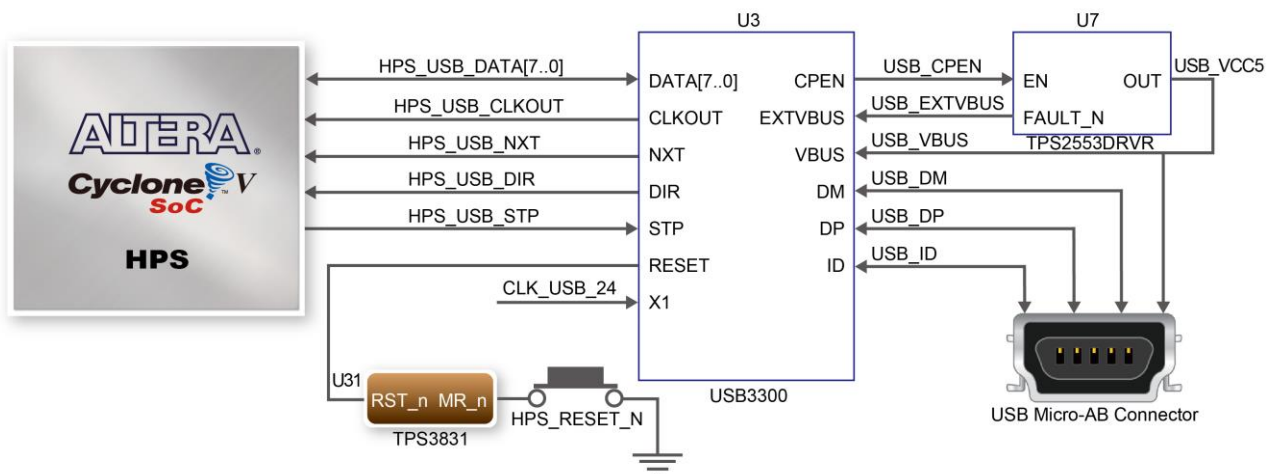 U3
U7
HPS_USB_DATA[7..0]
DATA[7..0]
CPEN
USB_CPEN
EN
OUT
USB_VCC5
HPS_USB_CLKOUT
CLKOUT
EXTVBUS
USB_EXTVBUS
FAULT_N
ALTERA.
HPS_USB_NXT
NXT
VBUS
USB_VBUS
TPS2553DRVR
Cyclone™ V
SoC
HPS_USB_DIR
DIR
DM
USB_DM
HPS_USB_STP
STP
DP
USB_DP
HPS
RESET
ID
USB_ID
CLK_USB_24
X1
U31
RST_n MR_n
HPS_RESET_N
USB3300
USB Micro-AB Connector
TPS3831